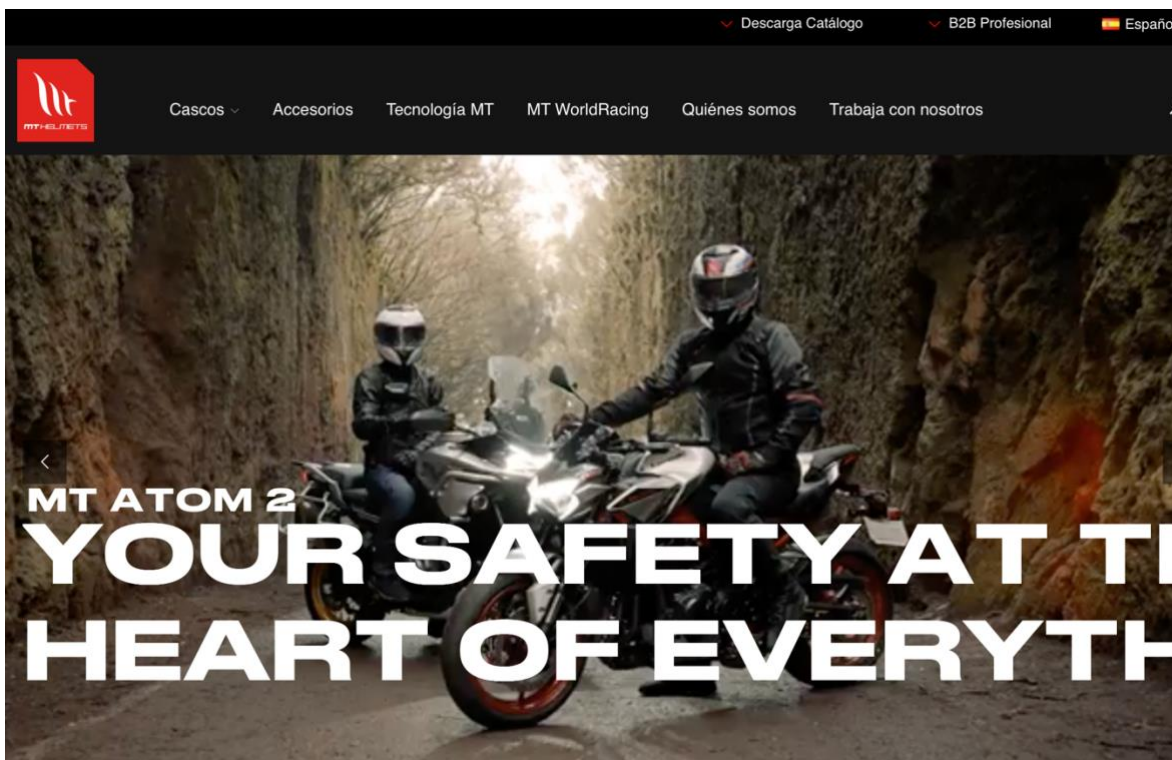 Descarga Catálogo
B2B Profesional
Españo
MT HELMETS
Cascos
Accesorios
Tecnología MT
MT WorldRacing
Quiénes somos
Trabaja con nosotros
MT ATOM 2
YOUR SAFETY AT T
HEART OF EVERYTH